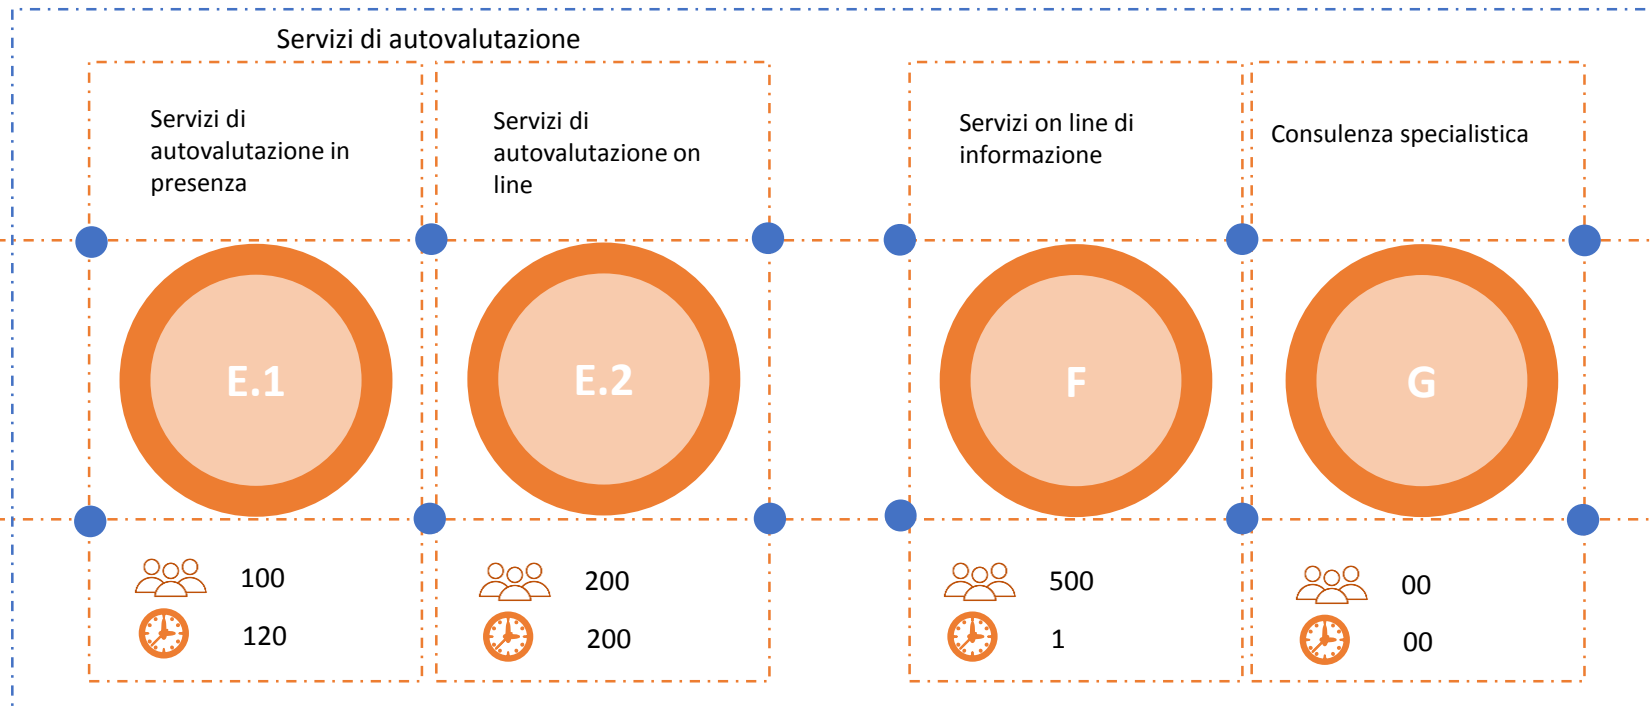 Servizi di autovalutazione
Servizi di
autovalutazione in
presenza
Servizi di
autovalutazione on
line
Servizi on line di
informazione
Consulenza specialistica
E.1
E.2
F
G
100
120
200
200
500
1
00
00